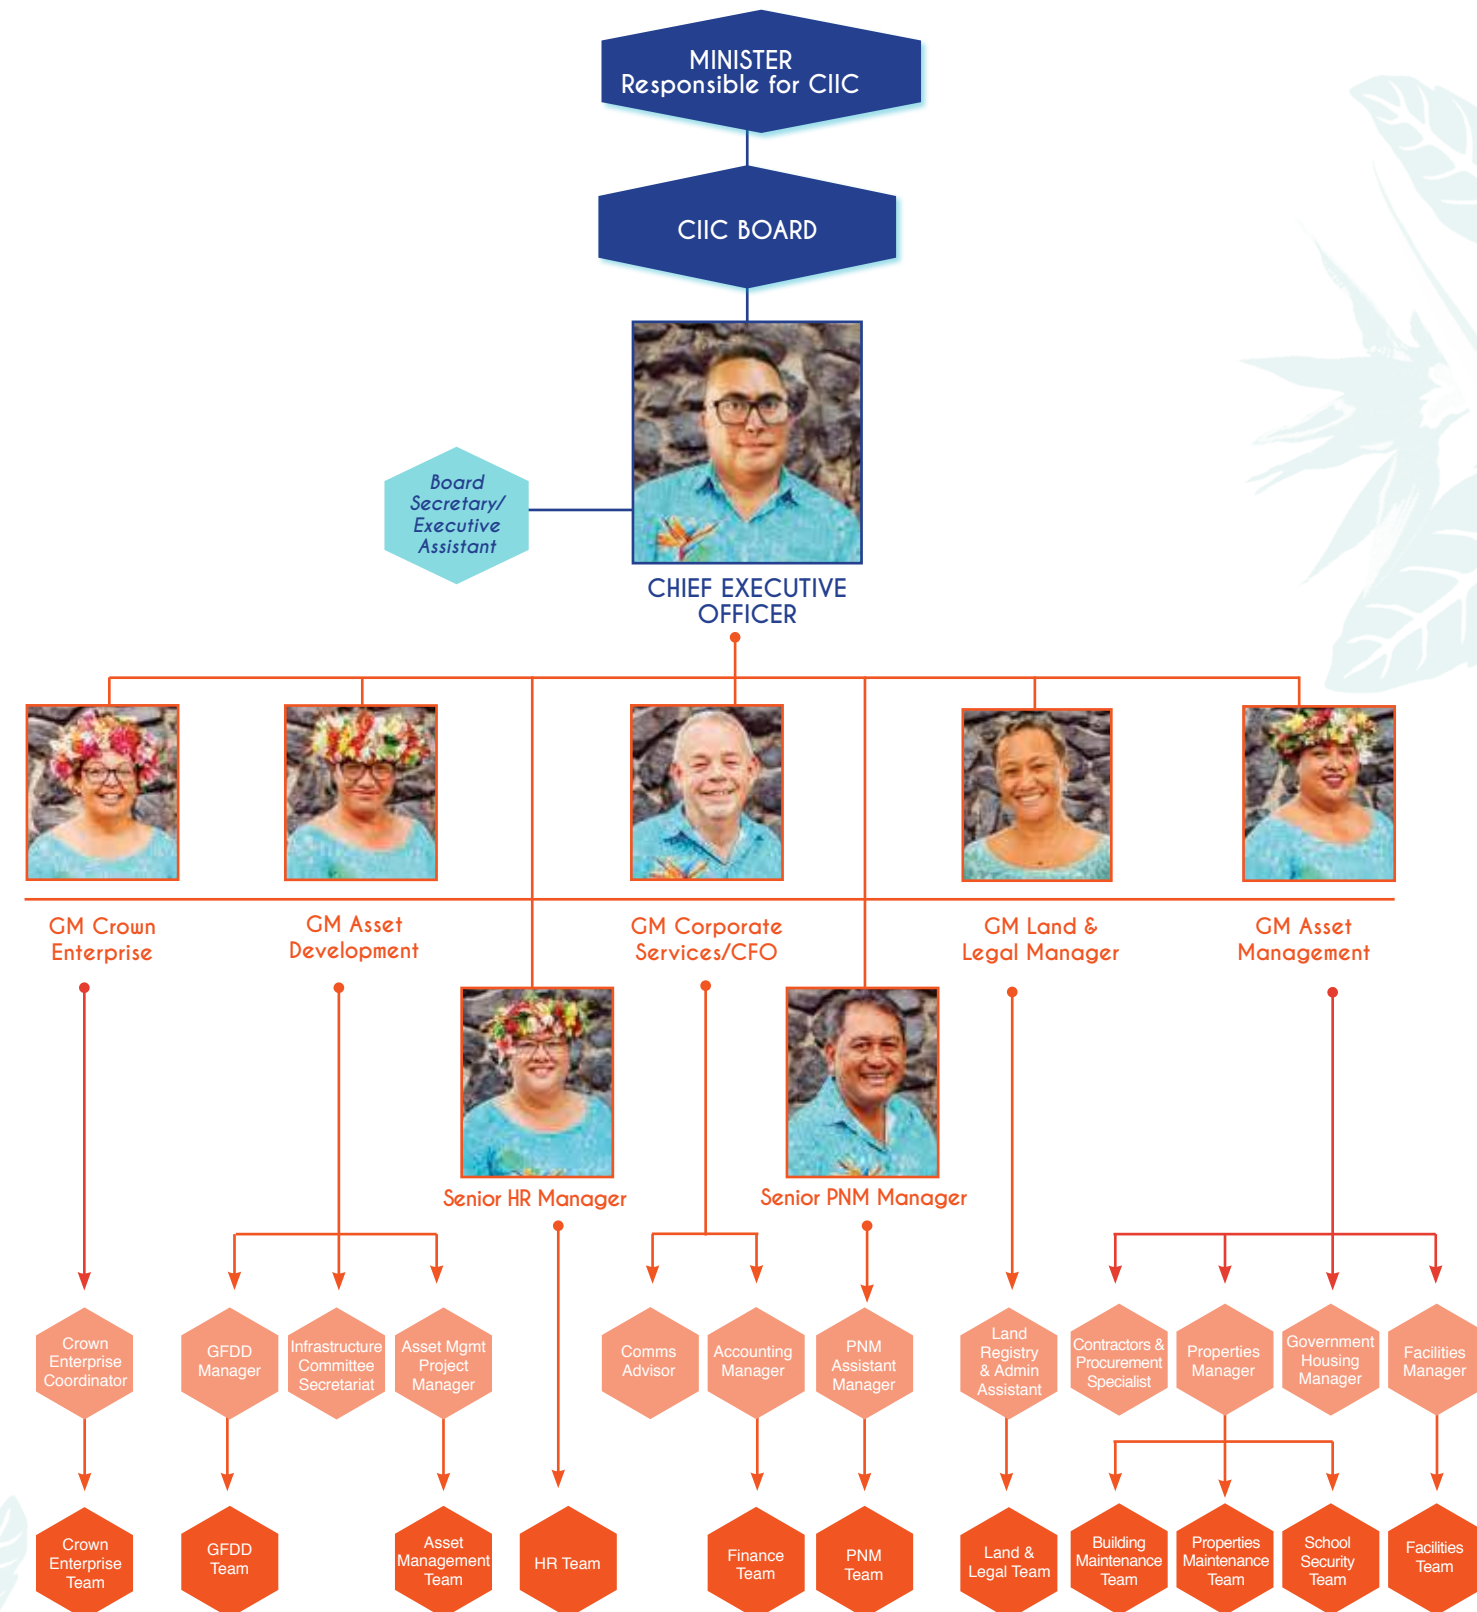 MINISTER
Responsible for CIIC
CIIC BOARD
Board
Secretary/
Executive
Assistant
CHIEF EXECUTIVE
OFFICER
GM Crown
Enterprise
GM Asset
Development
GM Corporate
Services/CFO
GM Land &
Legal Manager
GM Asset
Management
Senior HR Manager
Senior PNM Manager
Crown
Enterprise
Coordinator
GFDD
Manager
Infrastructure
Committee
Secretariat
Asset Mgmt
Project
Manager
Comms
Advisor
Accounting
Manager
PNM
Assistant
Manager
Land
Registry
& Admin
Assistant
Contractors &
Procurement
Specialist
Properties
Manager
Government
Housing
Manager
Facilities
Manager
Crown
Enterprise
Team
GFDD
Team
Asset
Management
Team
HR Team
Finance
Team
PNM
Team
Land &
Legal Team
Building
Maintenance
Team
Properties
Maintenance
Team
School
Security
Team
Facilities
Team